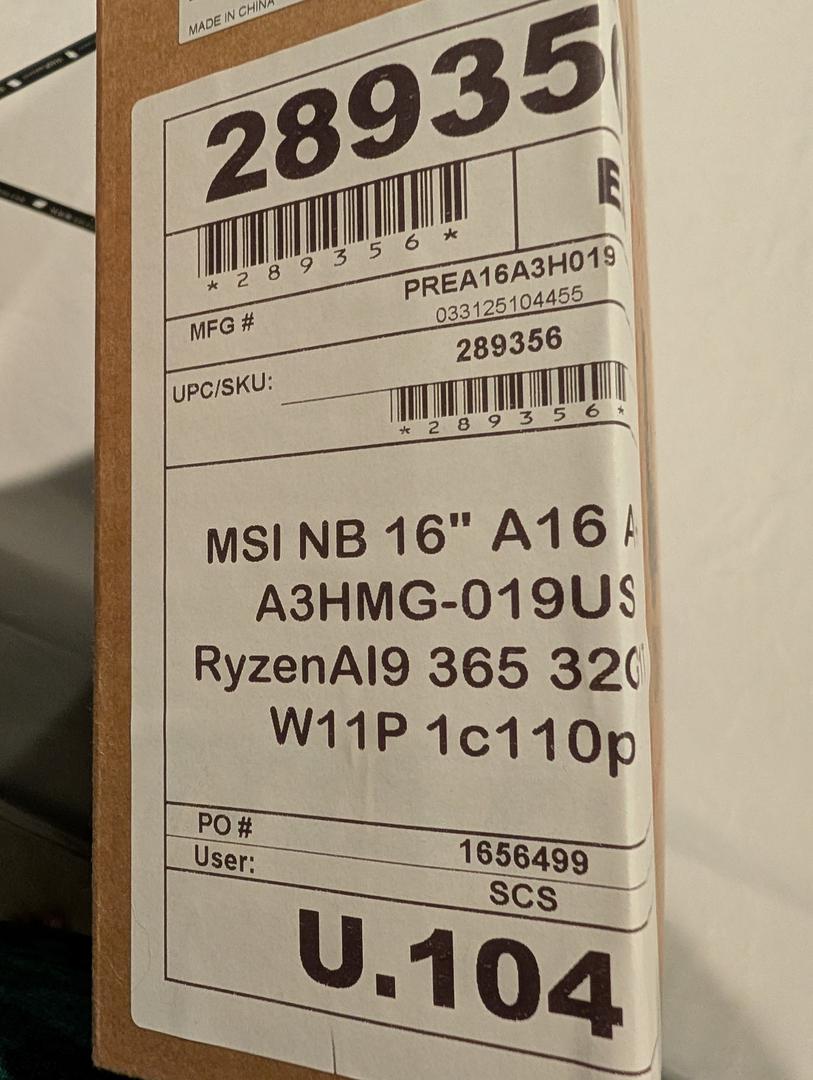 MADE IN CHINA
28935
E
*289356*
PREA16A3H019
MFG #
033125104455
289356
UPC/SKU:
*289356*
MSI NB 16" A16 A
A3HMG-019US
RyzenAI9 365 32G
W11P 1c110p
PO #
1656499
User:
SCS
U.104